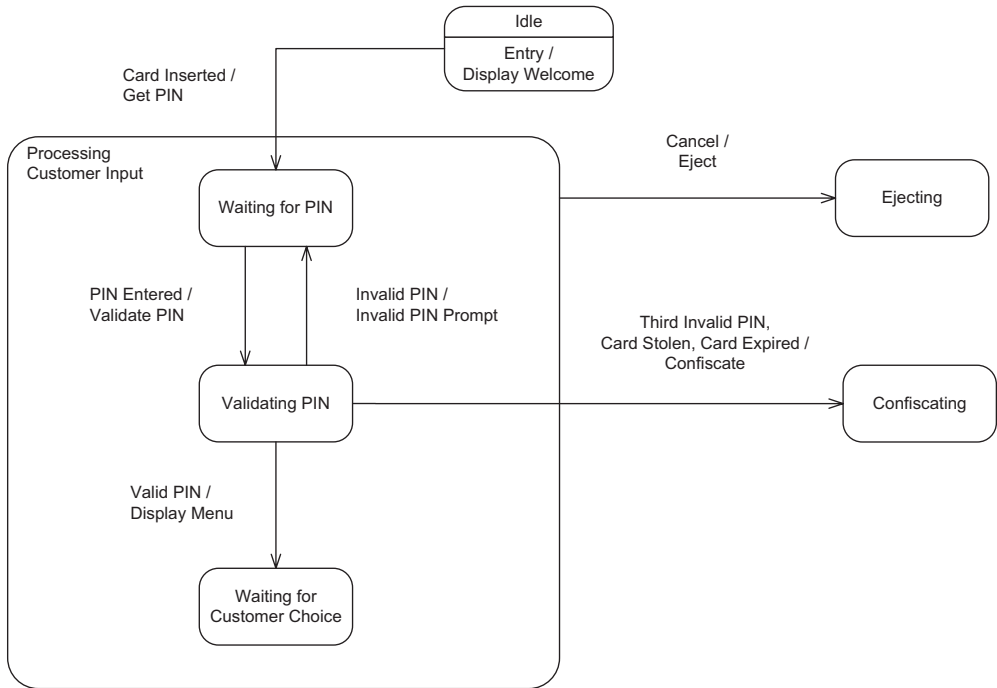 Idle
Entry /
Display Welcome
Card Inserted /
Get PIN
Processing
Customer Input
Cancel /
Eject
Waiting for PIN
Ejecting
PIN Entered /
Validate PIN
Invalid PIN /
Invalid PIN Prompt
Third Invalid PIN,
Card Stolen, Card Expired /
Confiscate
Validating PIN
Confiscating
Valid PIN /
Display Menu
Waiting for
Customer Choice